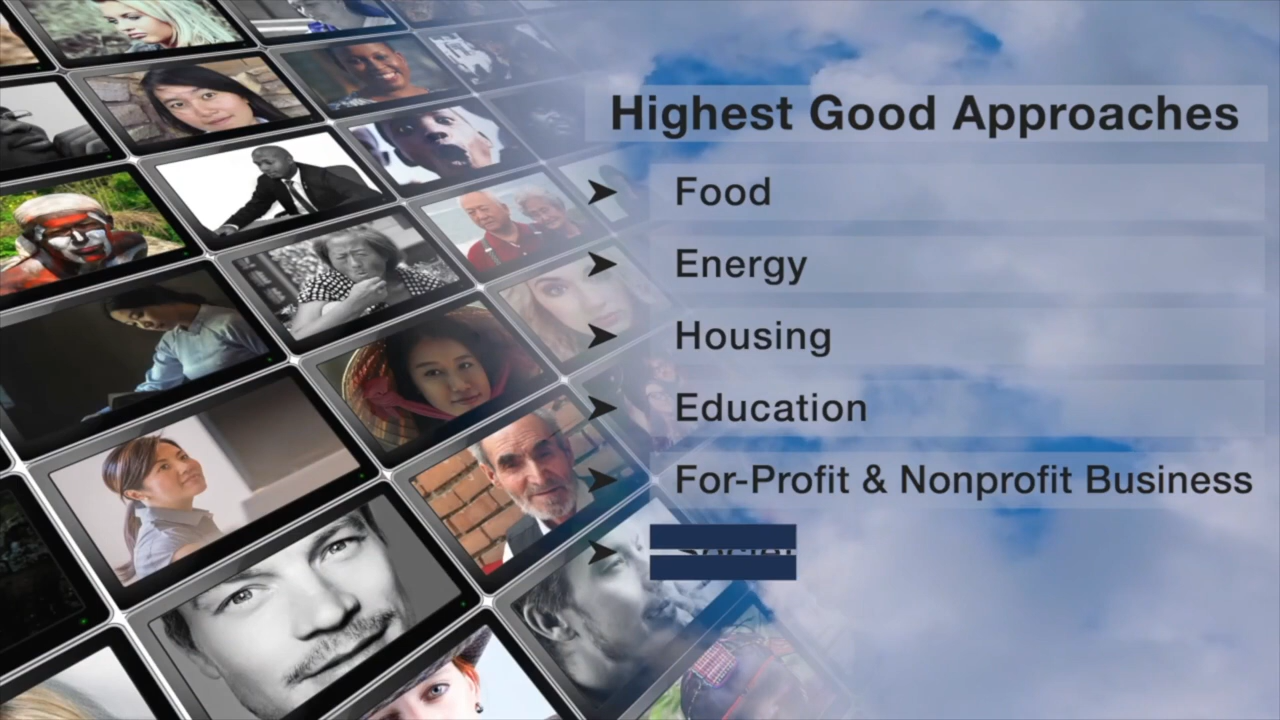 Highest Good Approaches
Food
Energy
Housing
Education
For-Profit & Nonprofit Business